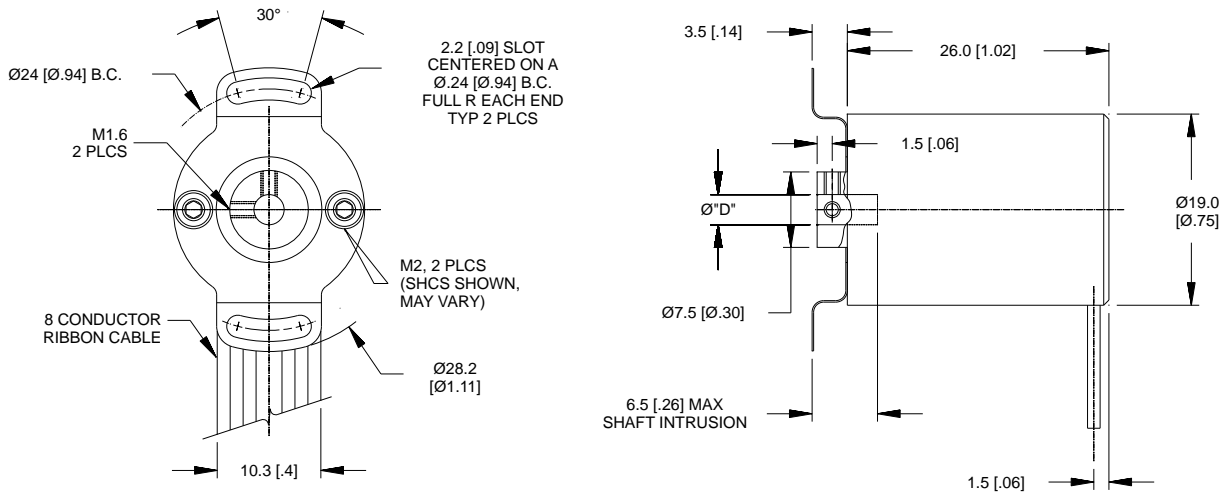 30°
2.2 [.09] SLOT
CENTERED ON A
Ø.24 [Ø.94] B.C.
FULL R EACH END
TYP 2 PLCS
Ø24 [Ø.94] B.C.
M1.6
2 PLCS
M2, 2 PLCS
(SHCS SHOWN,
MAY VARY)
8 CONDUCTOR
RIBBON CABLE
Ø28.2
[Ø1.11]
10.3 [.4]
3.5 [.14]
26.0 [1.02]
1.5 [.06]
Ø"D"
Ø19.0
[Ø.75]
Ø7.5 [Ø.30]
6.5 [.26] MAX
SHAFT INTRUSION
1.5 [.06]